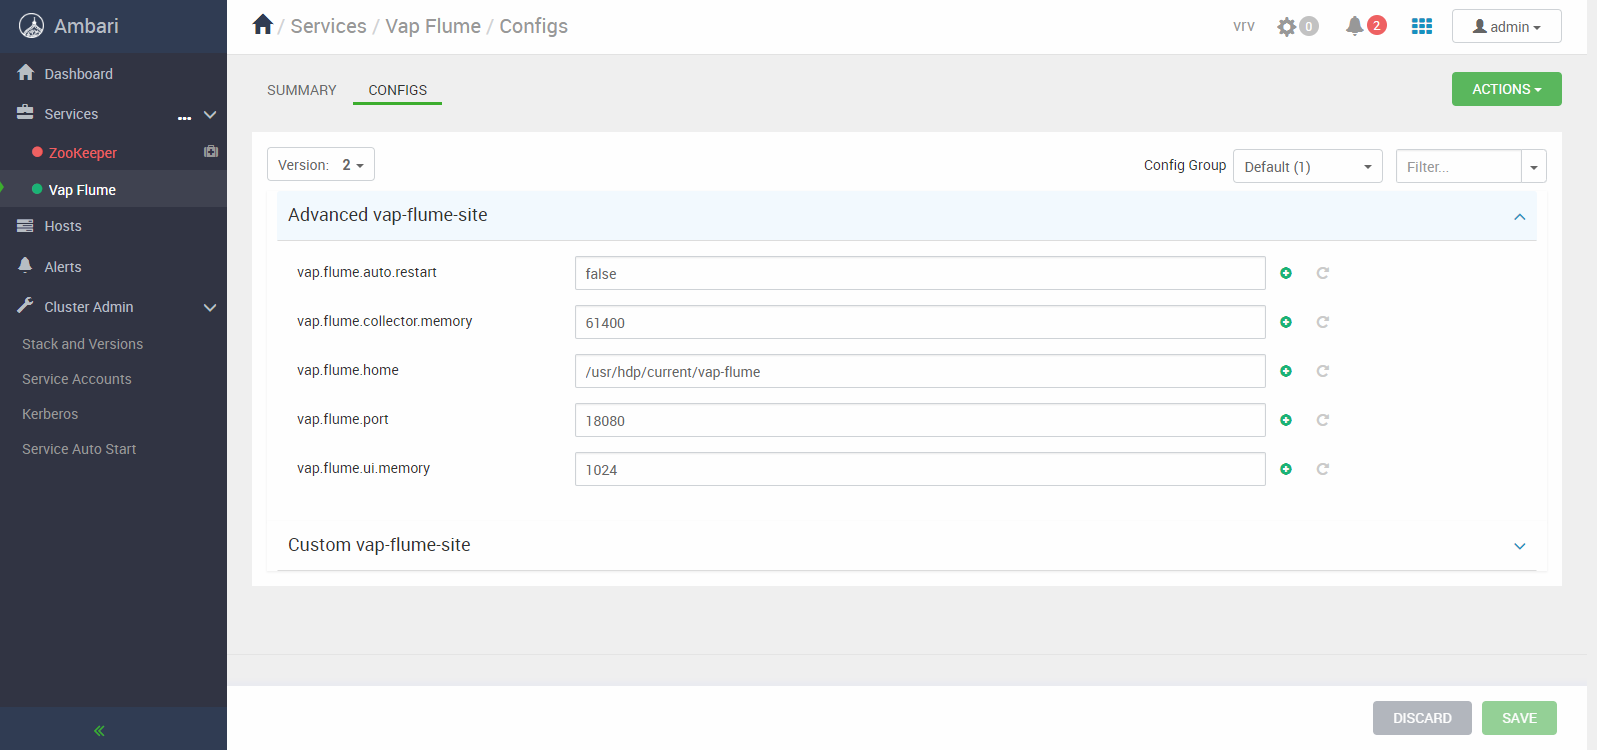 Ambari
Dashboard
Services
...
ZooKeeper
Vap Flume
Hosts
Alerts
Cluster Admin
Stack and Versions
Service Accounts
Kerberos
Service Auto Start
/ Services / Vap Flume / Configs
vrv
0
2
admin
SUMMARY
CONFIGS
ACTIONS
Version: 2
Config Group
Default (1)
Filter...
Advanced vap-flume-site
vap.flume.auto.restart
false
vap.flume.collector.memory
61400
vap.flume.home
/usr/hdp/current/vap-flume
vap.flume.port
18080
vap.flume.ui.memory
1024
Custom vap-flume-site
DISCARD
SAVE